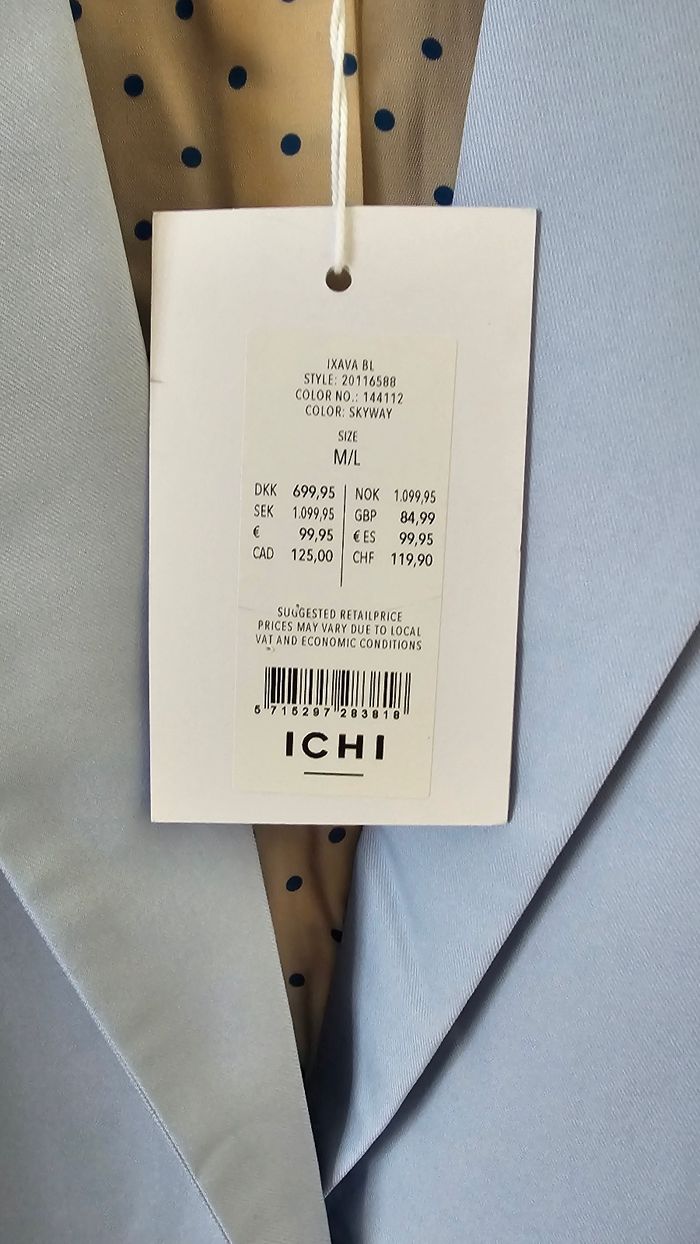 IXAVA BL
STYLE: 20116588
COLOR NO.: 144112
COLOR: SKYWAY
SIZE
M/L
DKK 699,95 NOK 1.099,95
SEK 1.099,95 GBP 84,99
€ 99,95 € ES 99,95
CAD 125,00 CHF 119,90
SUGGESTED RETAILPRICE
PRICES MAY VARY DUE TO LOCAL
VAT AND ECONOMIC CONDITIONS
5 715297 283818
ICHI